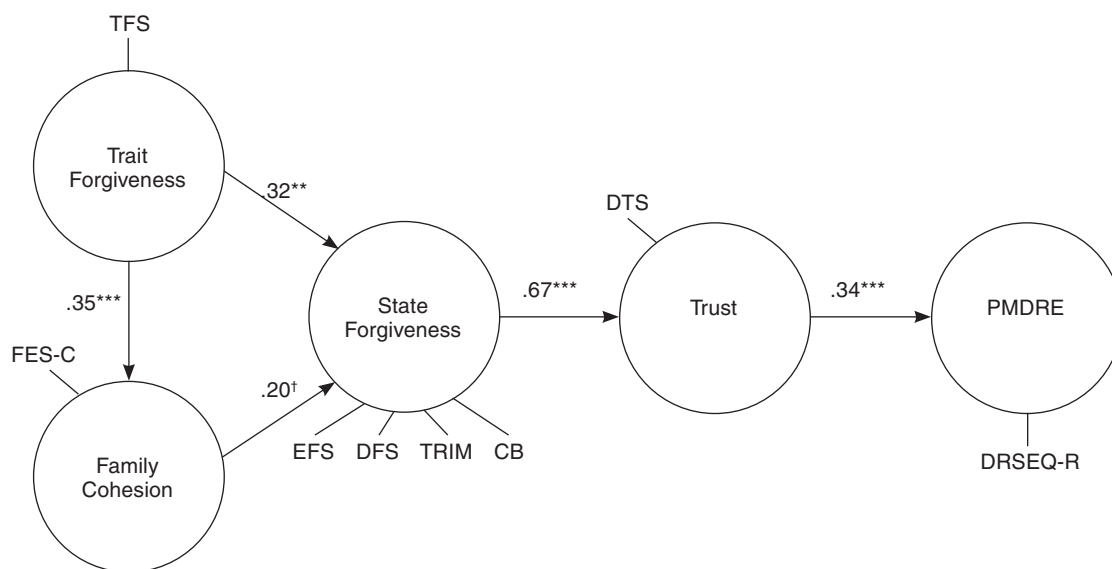 TFS
Trait
Forgiveness
.32**
.35***
FES-C
Family
Cohesion
.20†
State
Forgiveness
EFS
DFS
TRIM
CB
.67***
DTS
Trust
.34***
PMDRE
DRSEQ-R